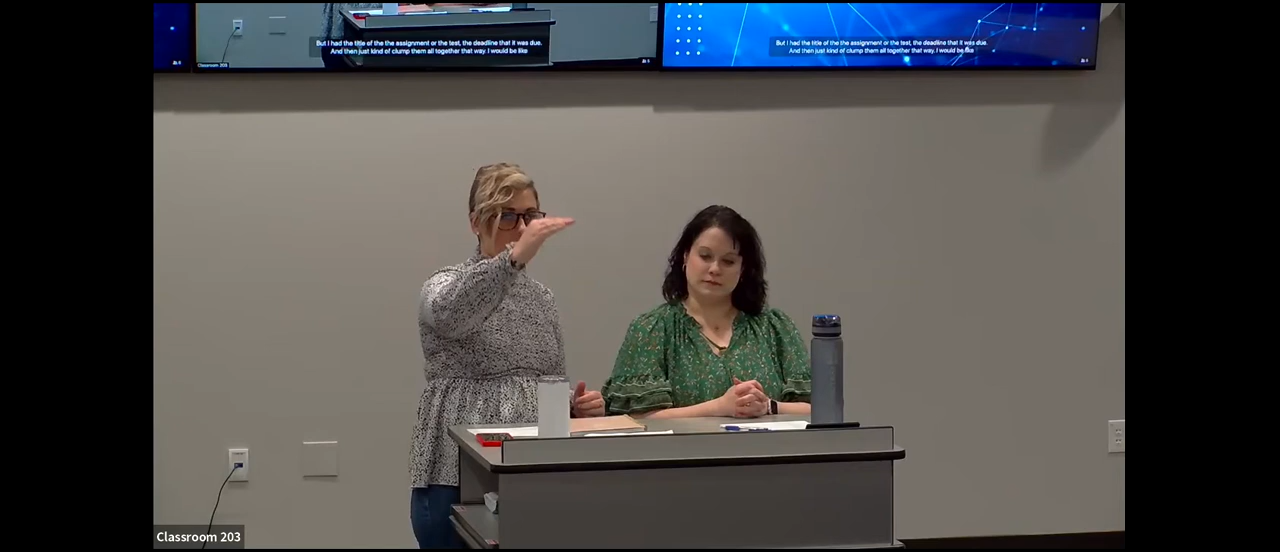 But I had the title of the the assignment or the test, the deadline that it was due.
And then just kind of clump them all together that way. I would be like
Classroom 203
But I had the title of the the assignment or the test, the deadline that it was due.
And then just kind of clump them all together that way. I would be like
Classroom 203